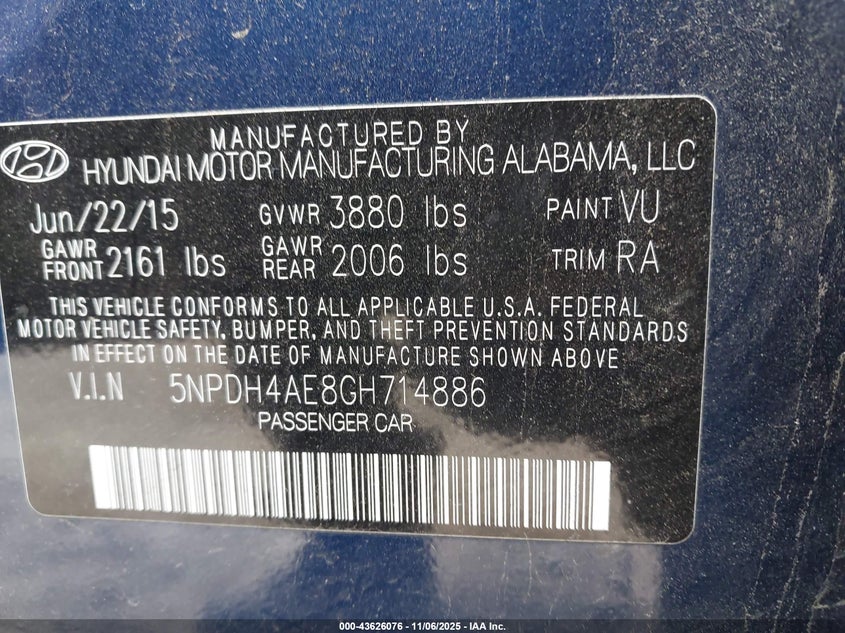 MANUFACTURED BY
HYUNDAI MOTOR MANUFACTURING ALABAMA, LLC
Jun/22/15 GVWR 3880 lbs PAINT VU
GAWR FRONT 2161 lbs GAWR REAR 2006 lbs TRIM RA
THIS VEHICLE CONFORMS TO ALL APPLICABLE U.S.A. FEDERAL
MOTOR VEHICLE SAFETY, BUMPER, AND THEFT PREVENTION STANDARDS
IN EFFECT ON THE DATE OF MANUFACTURE SHOWN ABOVE
V.I.N 5NPDH4AE8GH714886
PASSENGER CAR
000-43626076 - 11/06/2025 - IAA Inc.